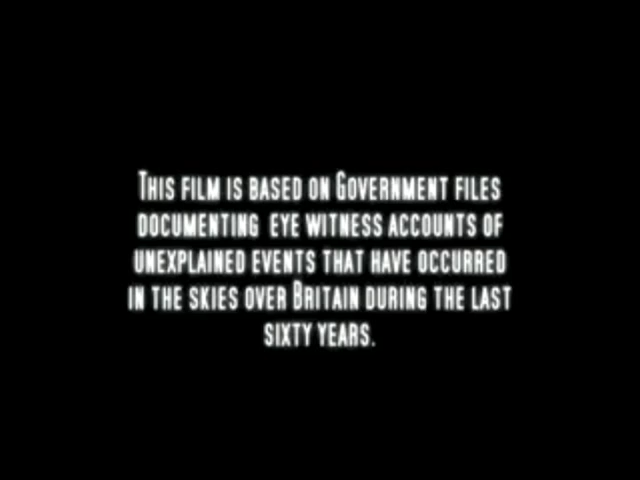 This film is based on Government files
documenting eye witness accounts of
unexplained events that have occurred
in the skies over Britain during the last
sixty years.